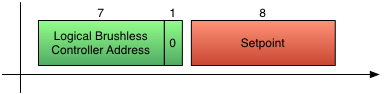 7 1 8
Logical Brushless
Controller Address 0 Setpoint